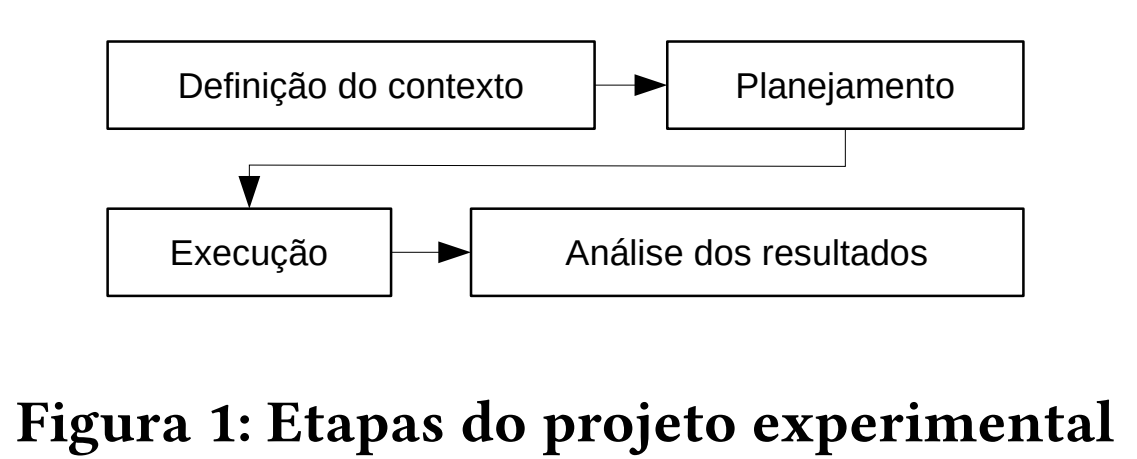 Definição do contexto
Planejamento
Execução
Análise dos resultados
Figura 1: Etapas do projeto experimental